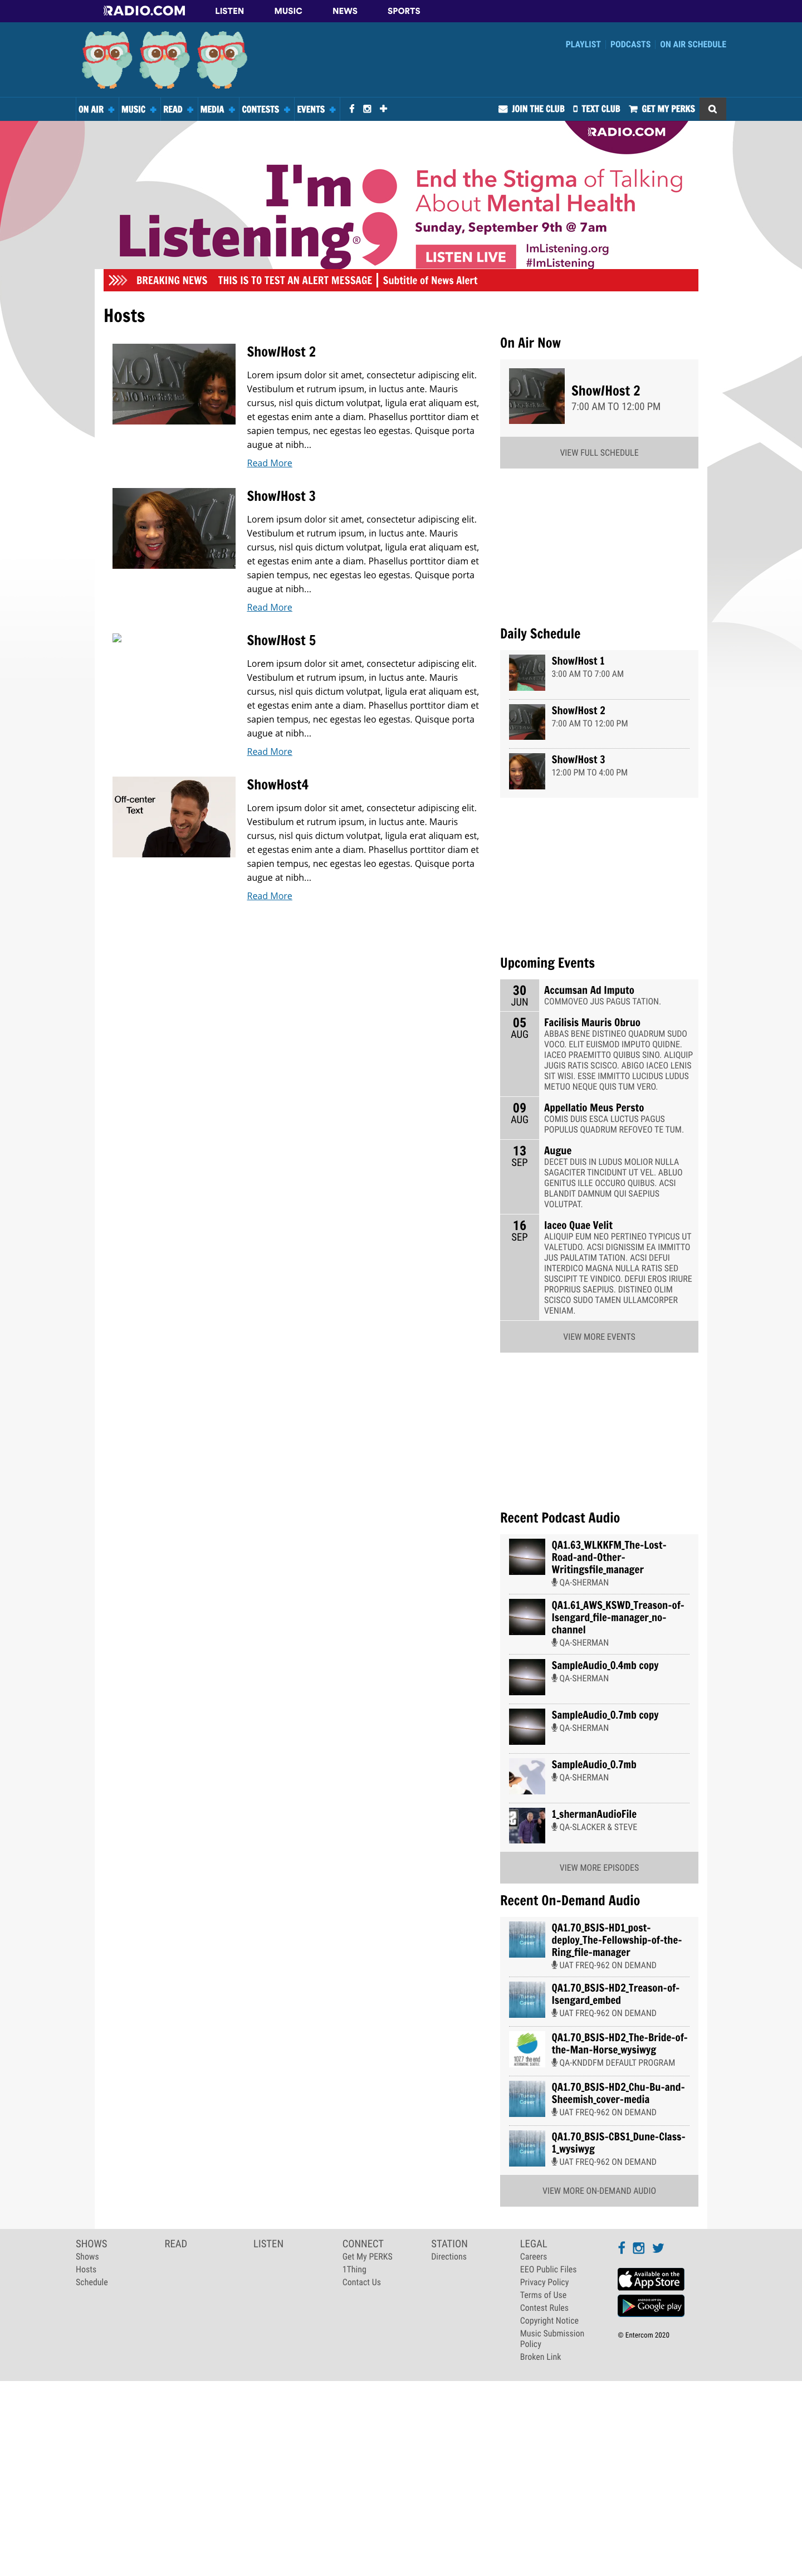 RADIO.COM LISTEN MUSIC NEWS SPORTS
PLAYLIST PODCASTS ON AIR SCHEDULE
ON AIR MUSIC READ MEDIA CONTESTS EVENTS JOIN THE CLUB TEXT CLUB GET MY PERKS
RADIO.COM
I'm
Listening®
End the Stigma of Talking
About Mental Health
Sunday, September 9th @ 7am
LISTEN LIVE
ImListening.org
#ImListening
BREAKING NEWS THIS IS TO TEST AN ALERT MESSAGE | Subtitle of News Alert
Hosts
Show/Host 2
Lorem ipsum dolor sit amet, consectetur adipiscing elit.
Vestibulum et rutrum ipsum, in luctus ante. Mauris
cursus, nisl quis dictum volutpat, ligula erat aliquam est,
et egestas enim ante a diam. Phasellus porttitor diam et
sapien tempus, nec egestas leo egestas. Quisque porta
augue at nibh...
Read More
Show/Host 3
Lorem ipsum dolor sit amet, consectetur adipiscing elit.
Vestibulum et rutrum ipsum, in luctus ante. Mauris
cursus, nisl quis dictum volutpat, ligula erat aliquam est,
et egestas enim ante a diam. Phasellus porttitor diam et
sapien tempus, nec egestas leo egestas. Quisque porta
augue at nibh...
Read More
Show/Host 5
Lorem ipsum dolor sit amet, consectetur adipiscing elit.
Vestibulum et rutrum ipsum, in luctus ante. Mauris
cursus, nisl quis dictum volutpat, ligula erat aliquam est,
et egestas enim ante a diam. Phasellus porttitor diam et
sapien tempus, nec egestas leo egestas. Quisque porta
augue at nibh...
Read More
Off-center
Text
ShowHost4
Lorem ipsum dolor sit amet, consectetur adipiscing elit.
Vestibulum et rutrum ipsum, in luctus ante. Mauris
cursus, nisl quis dictum volutpat, ligula erat aliquam est,
et egestas enim ante a diam. Phasellus porttitor diam et
sapien tempus, nec egestas leo egestas. Quisque porta
augue at nibh...
Read More
On Air Now
Show/Host 2
7:00 AM TO 12:00 PM
VIEW FULL SCHEDULE
Daily Schedule
Show/Host 1
3:00 AM TO 7:00 AM
Show/Host 2
7:00 AM TO 12:00 PM
Show/Host 3
12:00 PM TO 4:00 PM
Upcoming Events
30
JUN
Accumsan Ad Imputo
COMMOVEO JUS PAGUS TATION.
05
AUG
Facilisis Mauris Obruo
ABBAS BENE DISTINEO QUADRUM SUDO
VOCO. ELIT EUISMOD IMPUTO QUIDNE.
IACEO PRAEMITTO QUIBUS SINO. ALIQUIP
JUGIS RATIS SCISCO. ABIGO IACEO LENIS
SIT WISI. ESSE IMMITTO LUCIDUS LUDUS
METUO NEQUE QUIS TUM VERO.
09
AUG
Appellatio Meus Persto
COMIS DUIS ESCA LUCTUS PAGUS
POPULUS QUADRUM REFOVEO TE TUM.
13
SEP
Augue
DECET DUIS IN LUDUS MOLIOR NULLA
SAGACITER TINCIDUNT UT VEL. ABLUO
GENITUS ILLE OCCURO QUIBUS. ACSI
BLANDIT DAMNUM QUI SAEPIUS
VOLUTPAT.
16
SEP
Iaceo Quae Velit
ALIQUIP EUM NEO PERTINEO TYPICUS UT
VALETUDO. ACSI DIGNISSIM EA IMMITTO
JUS PAULATIM TATION. ACSI DEFUI
INTERDICO MAGNA NULLA RATIS SED
SUSCIPIT TE VINDICO. DEFUI EROS IRIURE
PROPRIUS SAEPIUS. DISTINEO OLIM
SCISCO SUDO TAMEN ULLAMCORPER
VENIAM.
VIEW MORE EVENTS
Recent Podcast Audio
QA1.63_WLKKFM_The-Lost-
Road-and-Other-
Writingsfile_manager
QA-SHERMAN
QA1.61_AWS_KSWD_Treason-of-
Isengard_file-manager_no-
channel
QA-SHERMAN
SampleAudio_0.4mb copy
QA-SHERMAN
SampleAudio_0.7mb copy
QA-SHERMAN
SampleAudio_0.7mb
QA-SHERMAN
1_shermanAudioFile
QA-SLACKER & STEVE
VIEW MORE EPISODES
Recent On-Demand Audio
QA1.70_BSJS-HD1_post-
deploy_The-Fellowship-of-the-
Ring_file-manager
UAT FREQ-962 ON DEMAND
QA1.70_BSJS-HD2_Treason-of-
Isengard_embed
UAT FREQ-962 ON DEMAND
QA1.70_BSJS-HD2_The-Bride-of-
the-Man-Horse_wysiwyg
QA-KNDDFM DEFAULT PROGRAM
QA1.70_BSJS-HD2_Chu-Bu-and-
Sheemish_cover-media
UAT FREQ-962 ON DEMAND
QA1.70_BSJS-CBS1_Dune-Class-
1_wysiwyg
UAT FREQ-962 ON DEMAND
VIEW MORE ON-DEMAND AUDIO
SHOWS
Shows
Hosts
Schedule
READ
LISTEN
CONNECT
Get My PERKS
1Thing
Contact Us
STATION
Directions
LEGAL
Careers
EEO Public Files
Privacy Policy
Terms of Use
Contest Rules
Copyright Notice
Music Submission
Policy
Broken Link
Available on the
App Store
Google play
© Entercom 2020